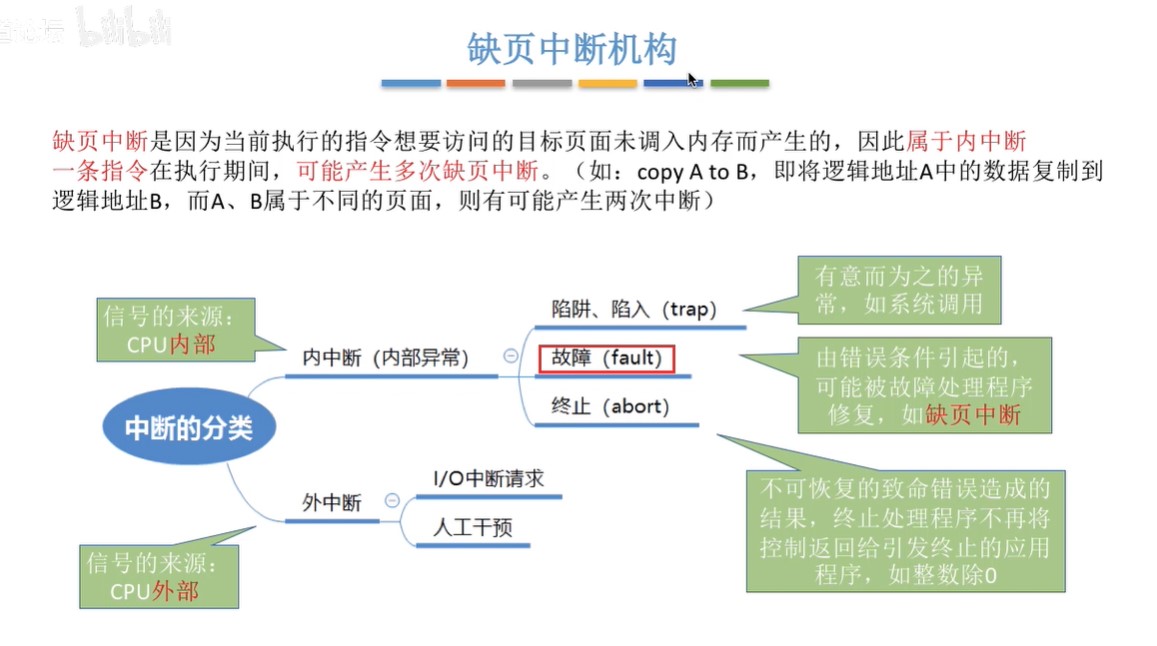 bilibili
缺页中断机构
缺页中断是因为当前执行的指令想要访问的目标页面未调入内存而产生的，因此属于内中断
一条指令在执行期间，可能产生多次缺页中断。（如：copy A to B，即将逻辑地址A中的数据复制到
逻辑地址B，而A、B属于不同的页面，则有可能产生两次中断）
信号的来源：
CPU内部
中断的分类
内中断（内部异常）
陷阱、陷入（trap）
有意而为之的异
常，如系统调用
故障（fault）
由错误条件引起的，
可能被故障处理程序
修复，如缺页中断
终止（abort）
不可恢复的致命错误造成的
结果，终止处理程序不再将
控制返回给引发终止的应用
程序，如整数除0
外中断
I/O中断请求
人工干预
信号的来源：
CPU外部